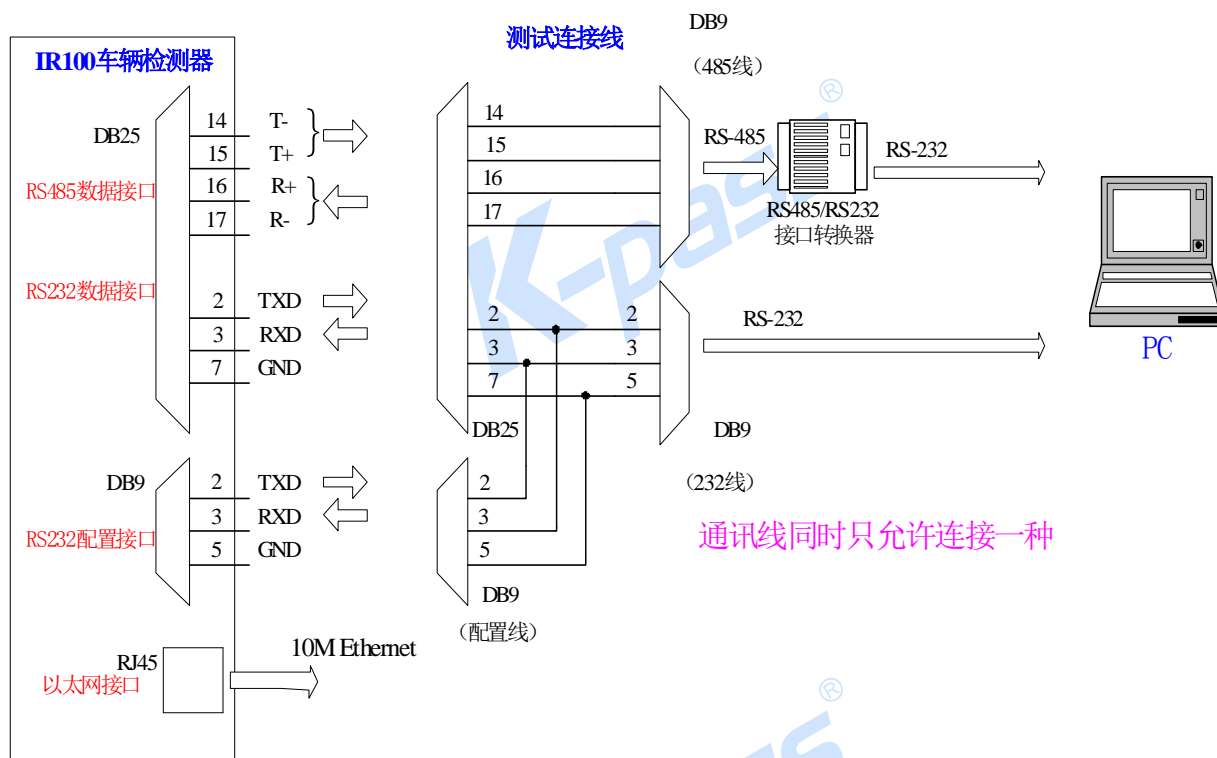 IR100车辆检测器
DB25
RS485数据接口
RS232数据接口
14 T-
15 T+
16 R+
17 R-
2 TXD
3 RXD
7 GND
DB9
RS232配置接口
2 TXD
3 RXD
5 GND
RJ45
以太网接口
10M Ethernet
测试连接线
14
15
16
17
2 2
3 3
7 5
DB25
2
3
5
DB9
(配置线)
DB9
(485线)
RS-485
RS485/RS232
接口转换器
RS-232
RS-232
DB9
(232线)
PC
通讯线同时只允许连接一种
K-pass®
®